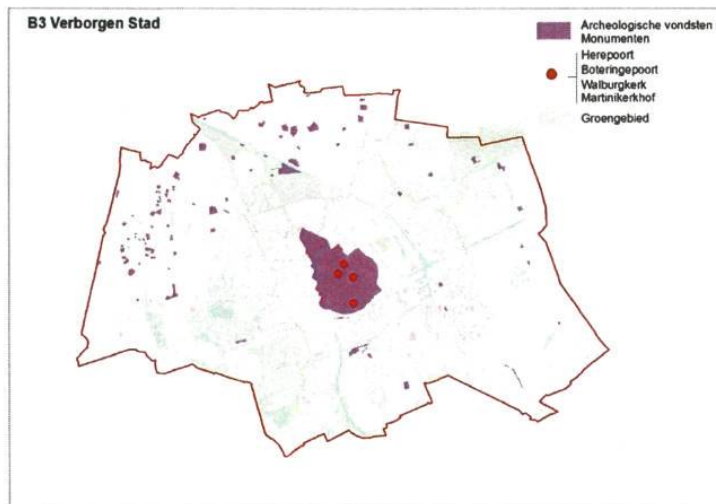 B3 Verborgen Stad
Archeologische vondsten
Monumenten
Herepoort
Boteringepoort
Walburgkerk
Martinikerkhof
Groengebied